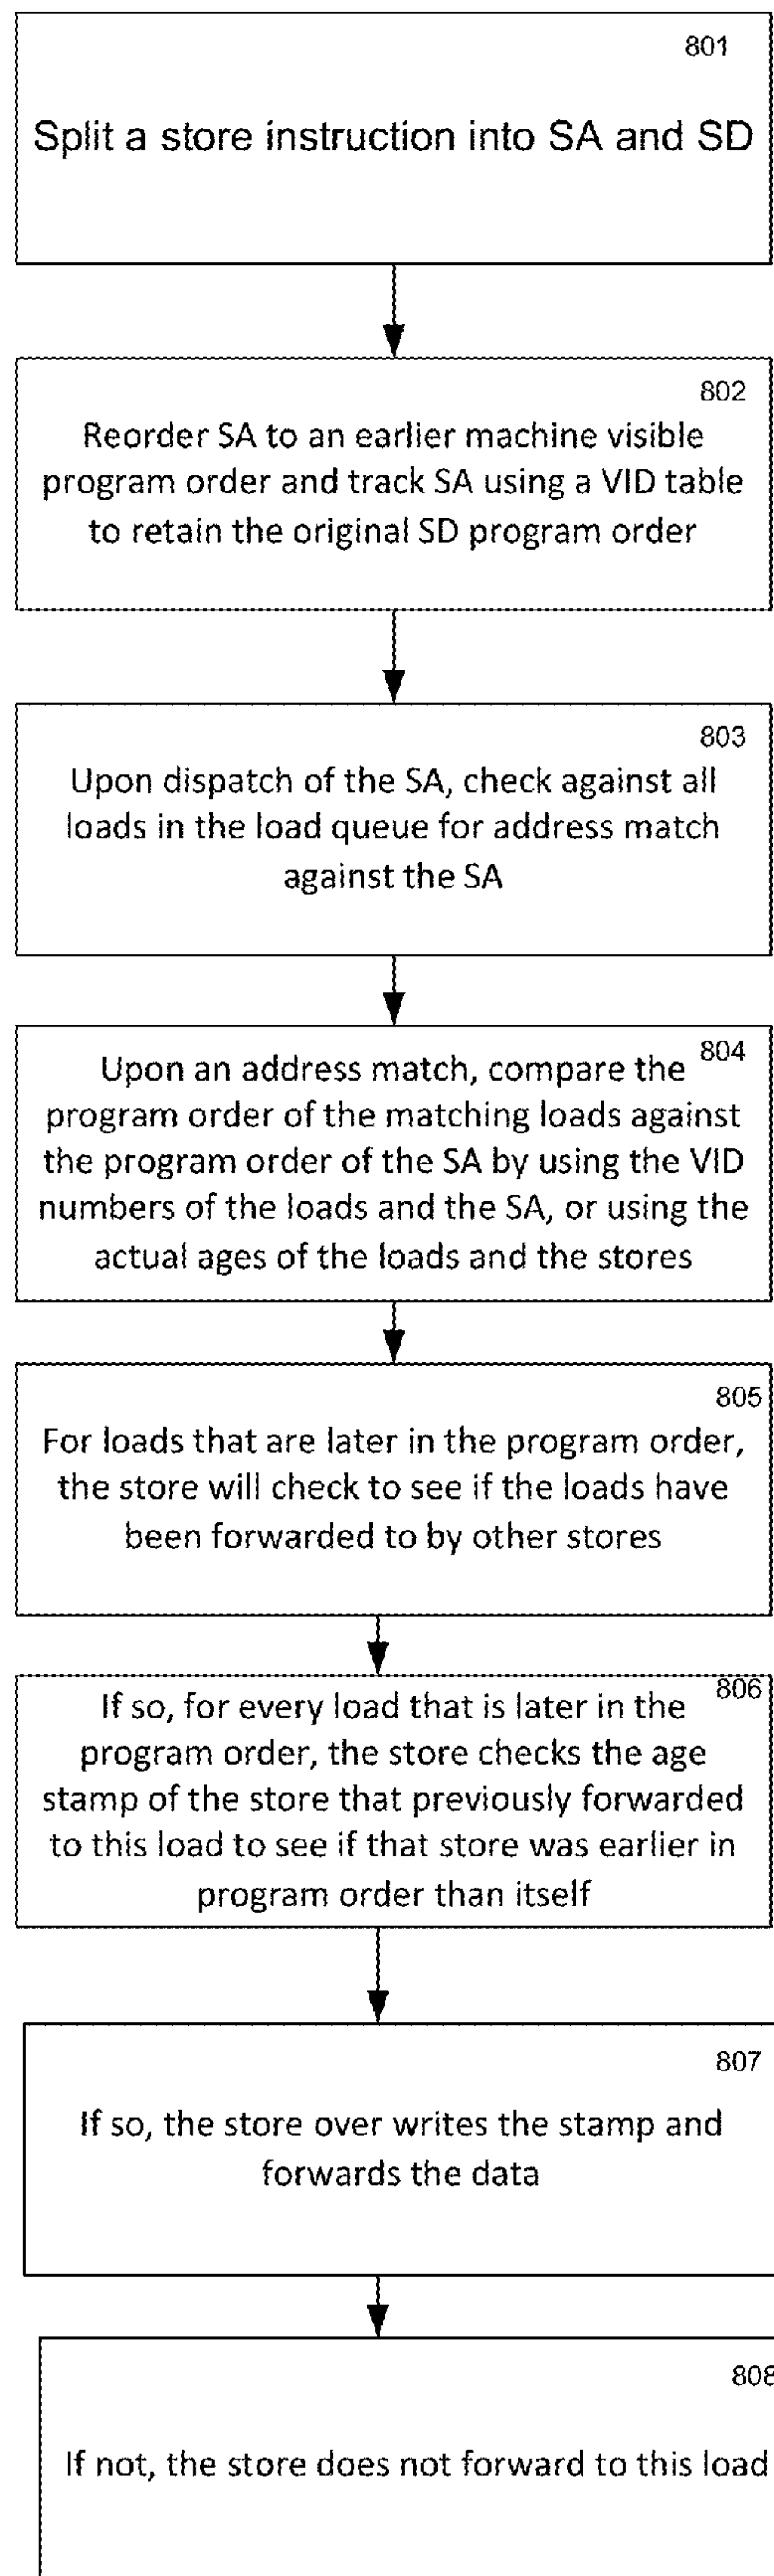 801
Split a store instruction into SA and SD
802
Reorder SA to an earlier machine visible
program order and track SA using a VID table
to retain the original SD program order
803
Upon dispatch of the SA, check against all
loads in the load queue for address match
against the SA
804
Upon an address match, compare the
program order of the matching loads against
the program order of the SA by using the VID
numbers of the loads and the SA, or using the
actual ages of the loads and the stores
805
For loads that are later in the program order,
the store will check to see if the loads have
been forwarded to by other stores
806
If so, for every load that is later in the
program order, the store checks the age
stamp of the store that previously forwarded
to this load to see if that store was earlier in
program order than itself
807
If so, the store over writes the stamp and
forwards the data
808
If not, the store does not forward to this load